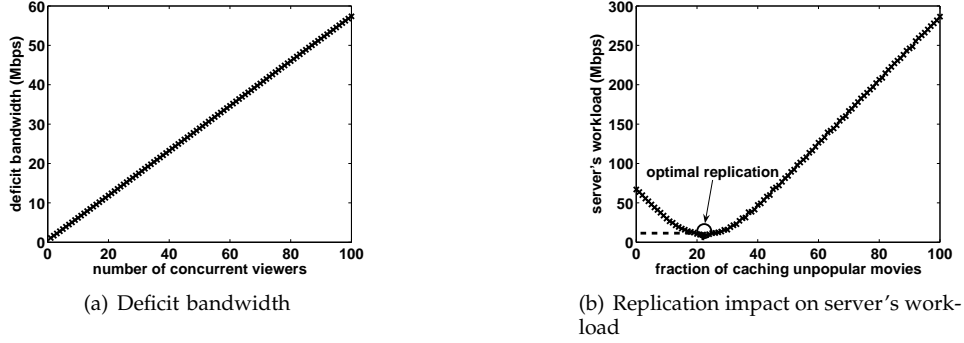 60
50
40
30
20
10
0
deficit bandwidth (Mbps)
0 20 40 60 80 100
number of concurrent viewers
(a) Deficit bandwidth
300
250
200
150
100
50
0
server's workload (Mbps)
optimal replication
0 20 40 60 80 100
fraction of caching unpopular movies
(b) Replication impact on server's work-
load